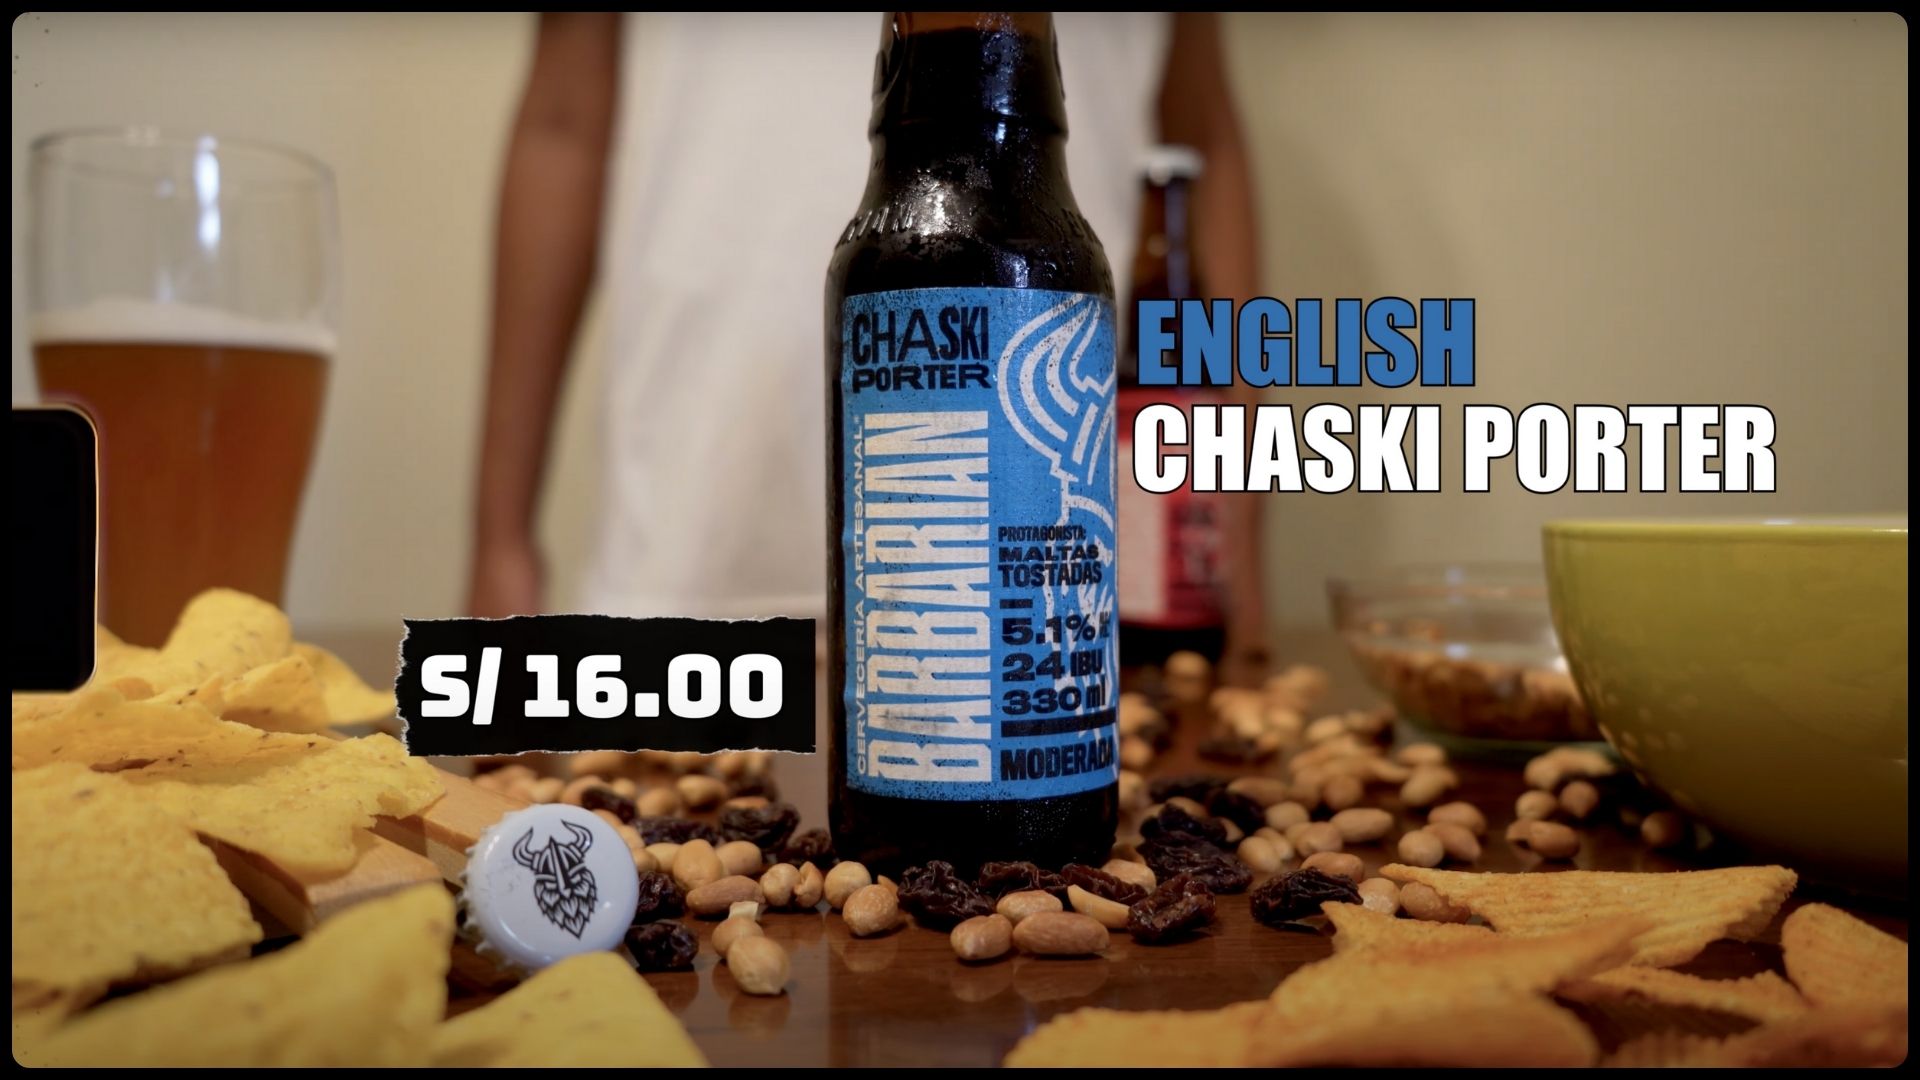 CHASKI
PORTER
CERVECERÍA ARTESANAL
BARBARIAN
PROTAGONISTA:
MALTAS
TOSTADAS
5.1%
24 IBU
330 ml
MODERADA
ENGLISH
CHASKI PORTER
S/ 16.00